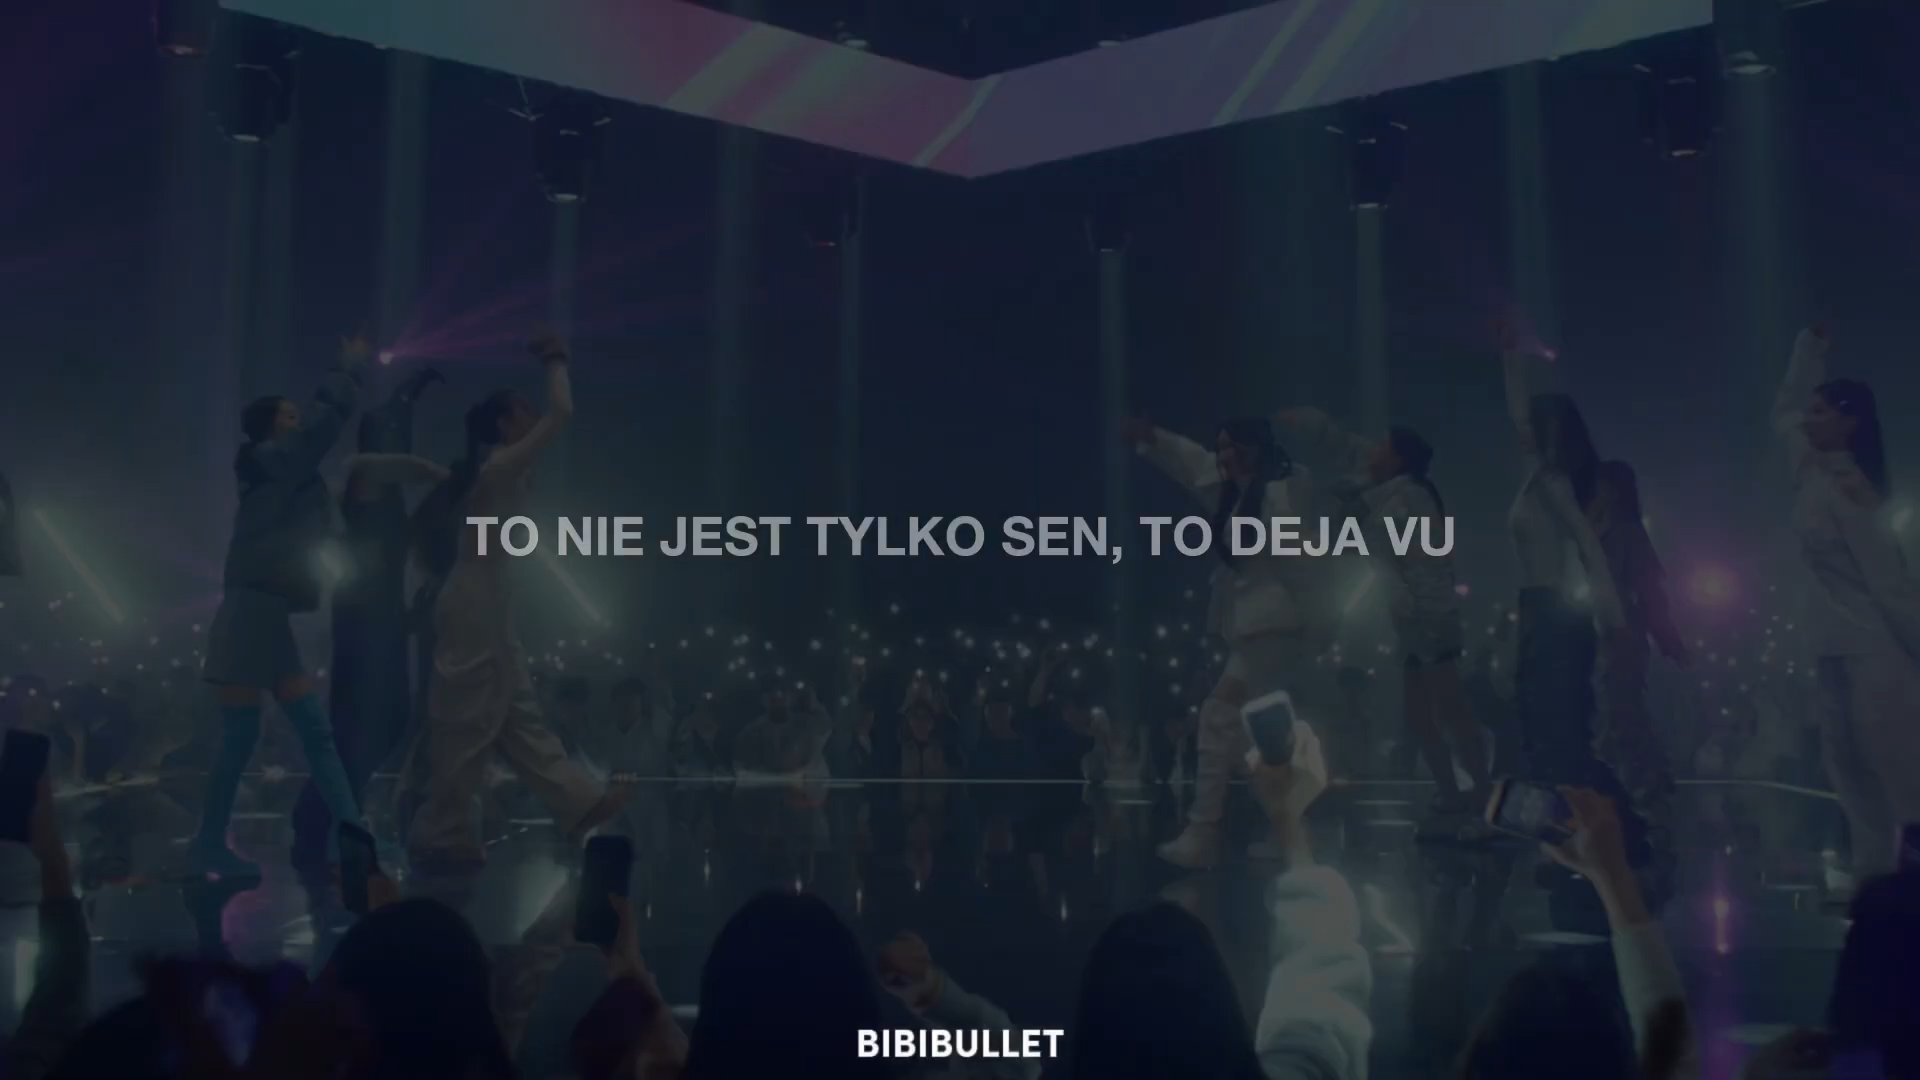 TO NIE JEST TYLKO SEN, TO DEJA VU
BIBIBULLET